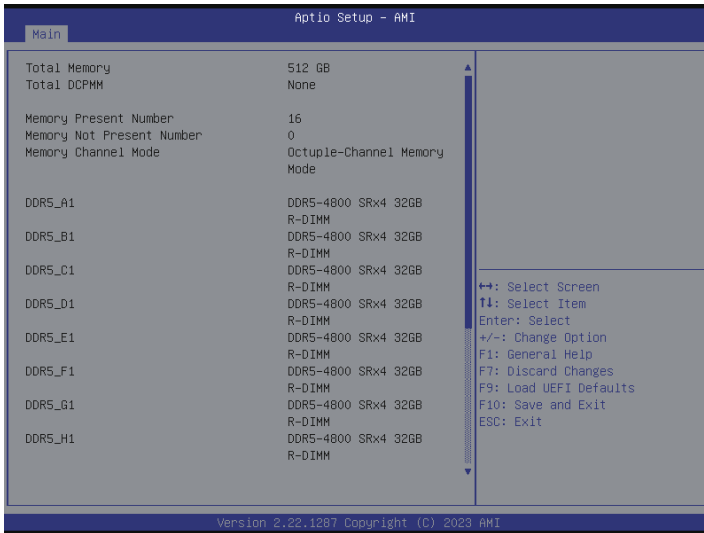 Aptio Setup – AMI
Main
Total Memory 512 GB
Total DCPMM None
Memory Present Number 16
Memory Not Present Number 0
Memory Channel Mode Octuple-Channel Memory
Mode
DDR5_A1 DDR5-4800 SRx4 32GB
R-DIMM
DDR5_B1 DDR5-4800 SRx4 32GB
R-DIMM
DDR5_C1 DDR5-4800 SRx4 32GB
R-DIMM
DDR5_D1 DDR5-4800 SRx4 32GB
R-DIMM
DDR5_E1 DDR5-4800 SRx4 32GB
R-DIMM
DDR5_F1 DDR5-4800 SRx4 32GB
R-DIMM
DDR5_G1 DDR5-4800 SRx4 32GB
R-DIMM
DDR5_H1 DDR5-4800 SRx4 32GB
R-DIMM
↔: Select Screen
↑↓: Select Item
Enter: Select
+/-: Change Option
F1: General Help
F7: Discard Changes
F9: Load UEFI Defaults
F10: Save and Exit
ESC: Exit
Version 2.22.1287 Copyright (C) 2023 AMI